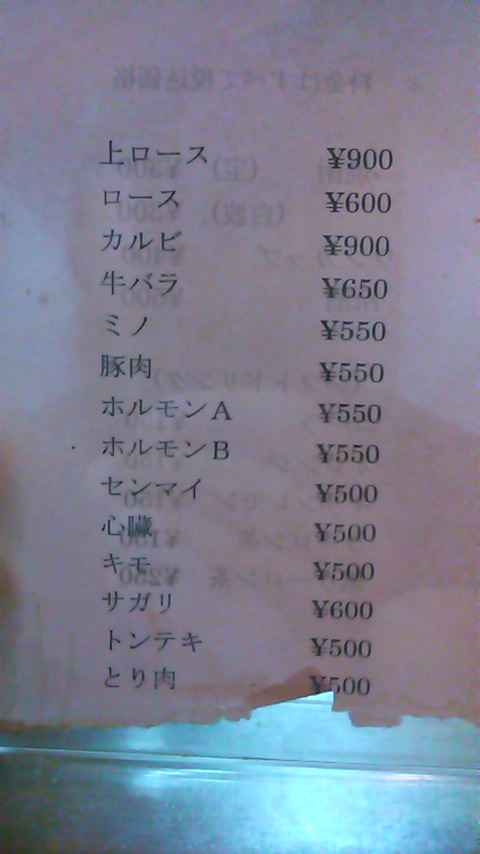 上ロース ¥900
ロース ¥600
カルビ ¥900
牛バラ ¥650
ミノ ¥550
豚肉 ¥550
ホルモンA ¥550
ホルモンB ¥550
センマイ ¥500
心臓 ¥500
キモ ¥500
サガリ ¥600
トンテキ ¥500
とり肉 ¥500